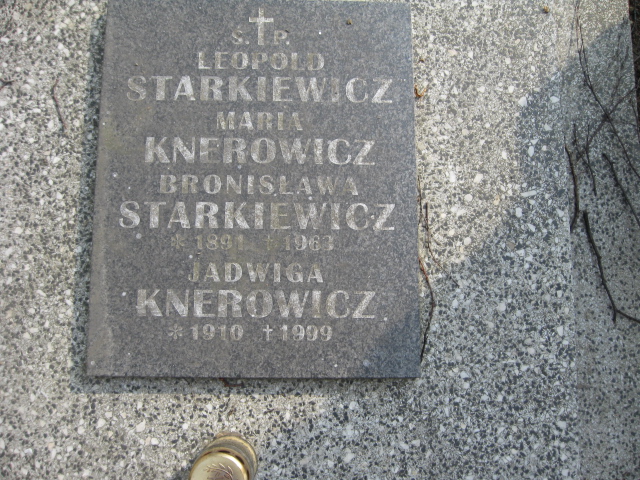 Ś. P.
LEOPOLD
STARKIEWICZ
MARIA
KNEROWICZ
BRONISŁAWA
STARKIEWICZ
* 1891 † 1963
JADWIGA
KNEROWICZ
* 1910 † 1999